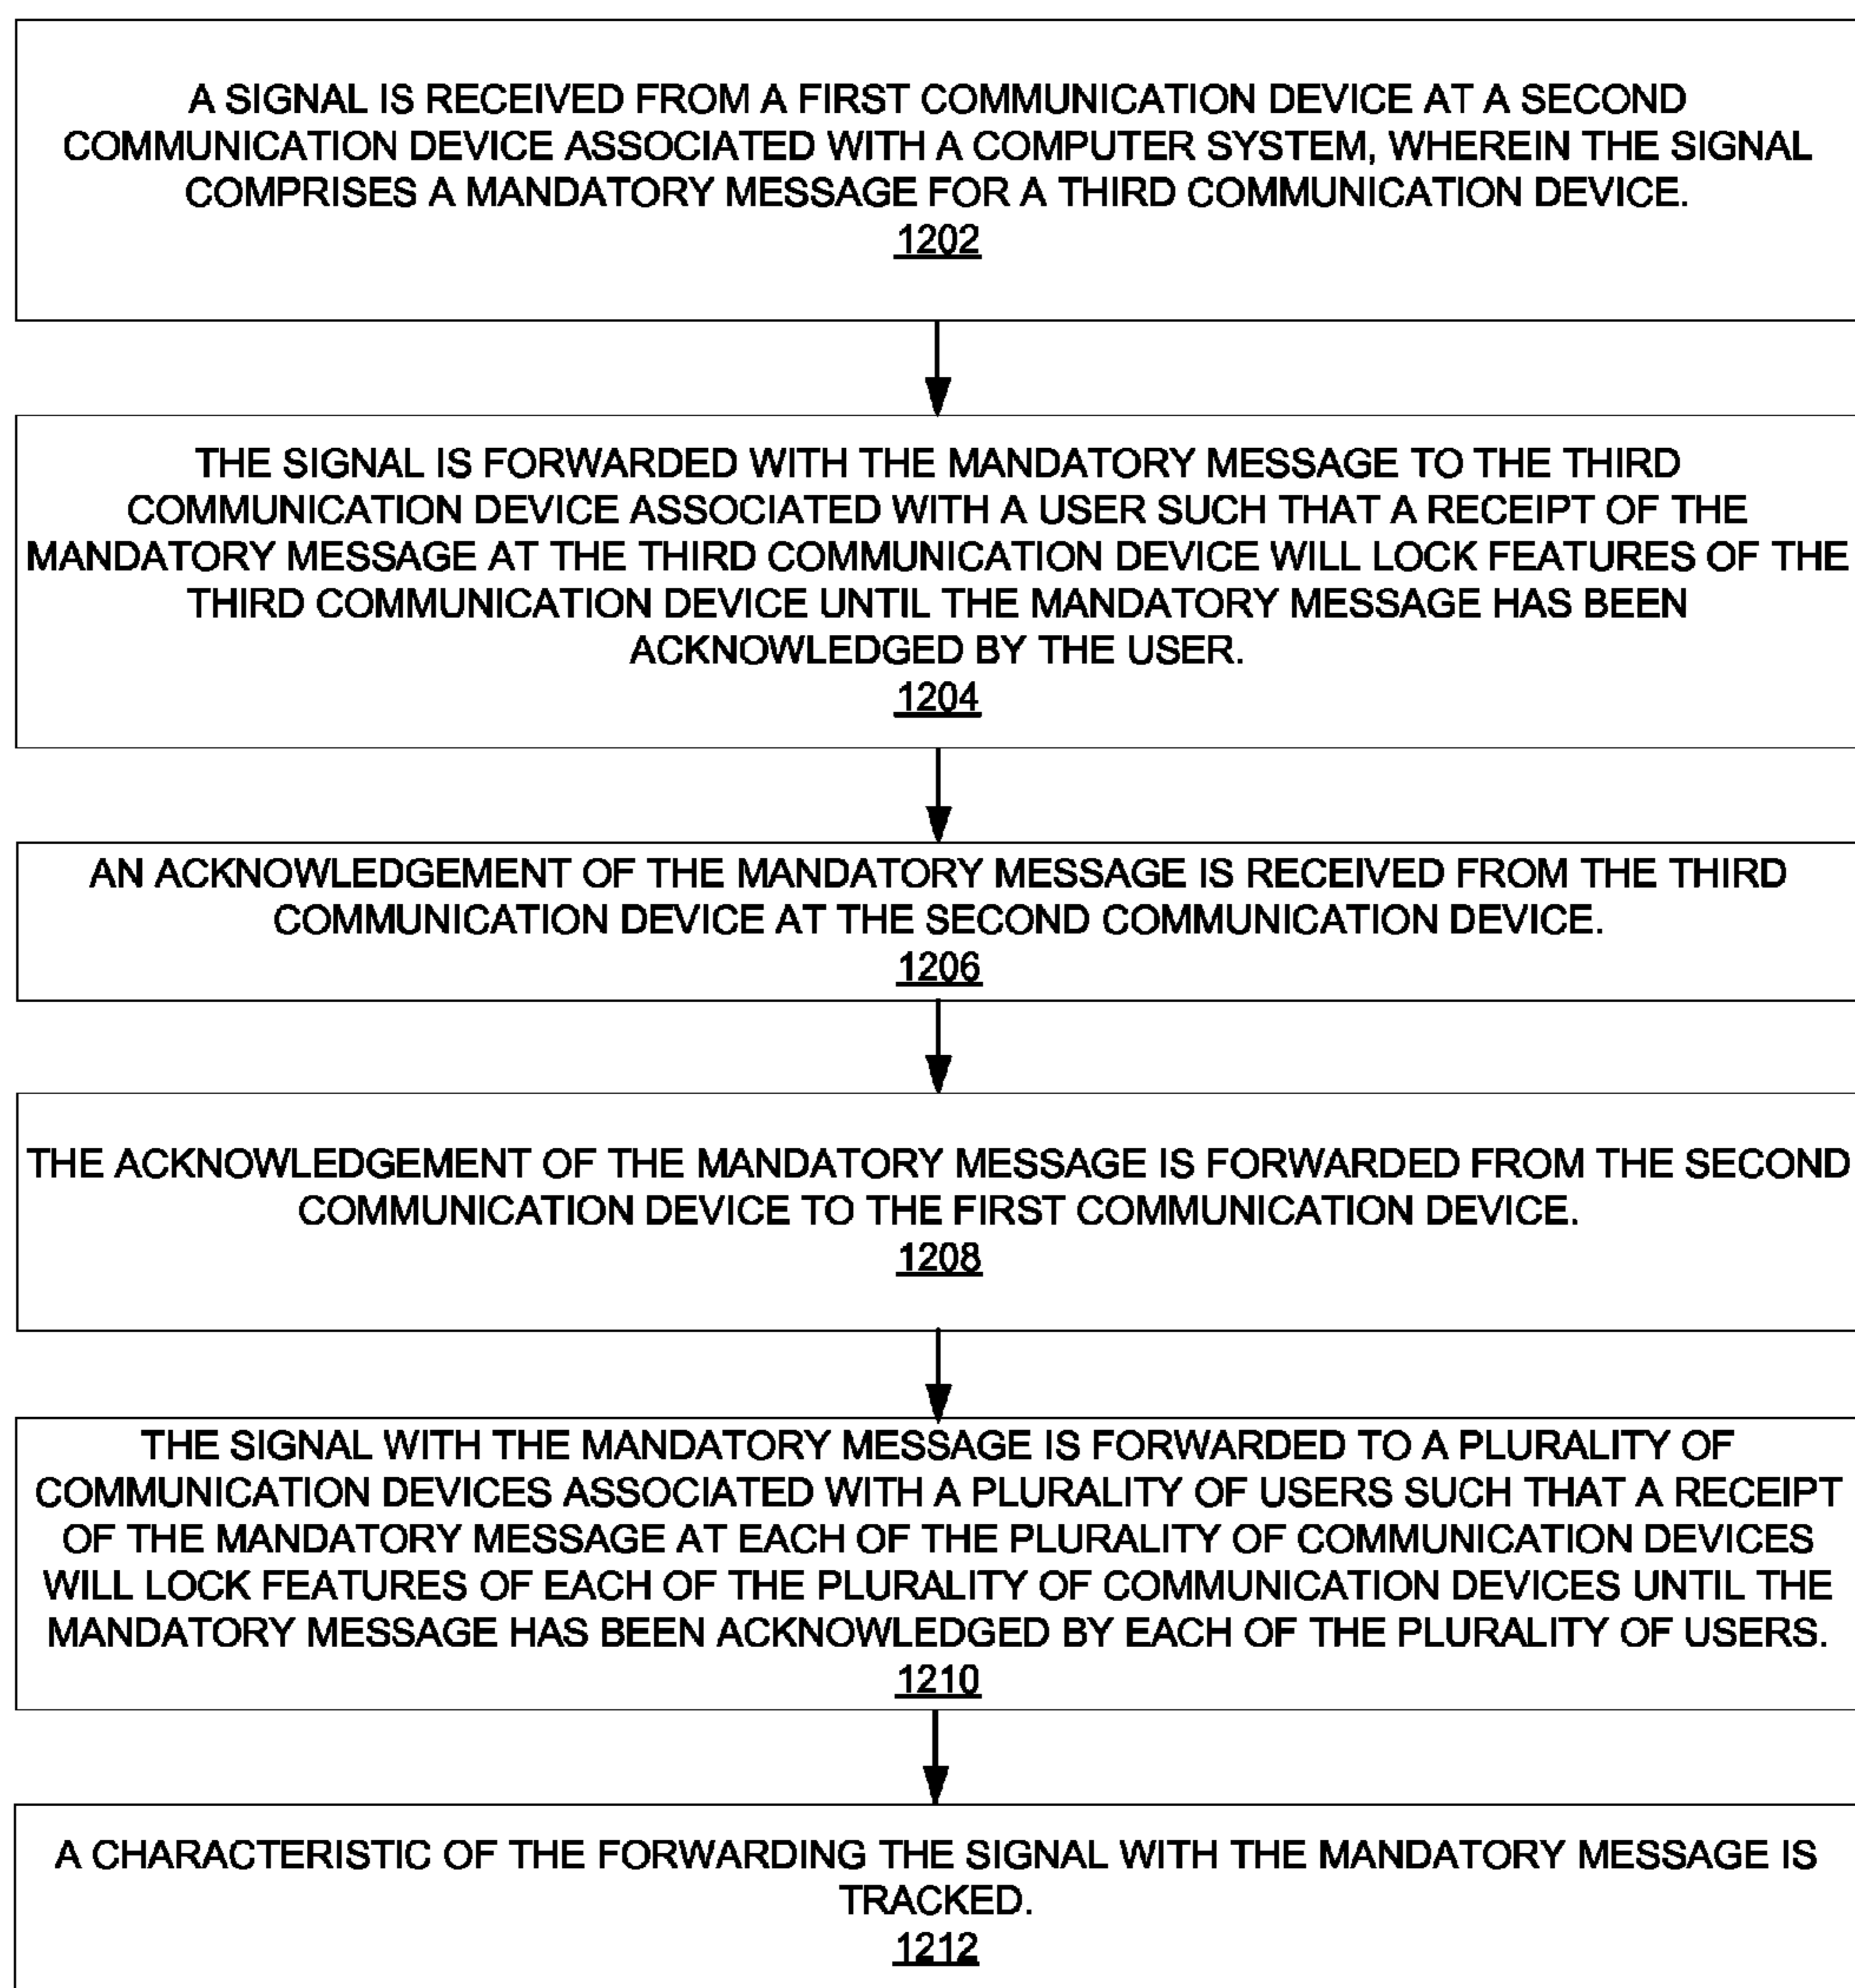 A SIGNAL IS RECEIVED FROM A FIRST COMMUNICATION DEVICE AT A SECOND
COMMUNICATION DEVICE ASSOCIATED WITH A COMPUTER SYSTEM, WHEREIN THE SIGNAL
COMPRISES A MANDATORY MESSAGE FOR A THIRD COMMUNICATION DEVICE.
1202
THE SIGNAL IS FORWARDED WITH THE MANDATORY MESSAGE TO THE THIRD
COMMUNICATION DEVICE ASSOCIATED WITH A USER SUCH THAT A RECEIPT OF THE
MANDATORY MESSAGE AT THE THIRD COMMUNICATION DEVICE WILL LOCK FEATURES OF THE
THIRD COMMUNICATION DEVICE UNTIL THE MANDATORY MESSAGE HAS BEEN
ACKNOWLEDGED BY THE USER.
1204
AN ACKNOWLEDGEMENT OF THE MANDATORY MESSAGE IS RECEIVED FROM THE THIRD
COMMUNICATION DEVICE AT THE SECOND COMMUNICATION DEVICE.
1206
THE ACKNOWLEDGEMENT OF THE MANDATORY MESSAGE IS FORWARDED FROM THE SECOND
COMMUNICATION DEVICE TO THE FIRST COMMUNICATION DEVICE.
1208
THE SIGNAL WITH THE MANDATORY MESSAGE IS FORWARDED TO A PLURALITY OF
COMMUNICATION DEVICES ASSOCIATED WITH A PLURALITY OF USERS SUCH THAT A RECEIPT
OF THE MANDATORY MESSAGE AT EACH OF THE PLURALITY OF COMMUNICATION DEVICES
WILL LOCK FEATURES OF EACH OF THE PLURALITY OF COMMUNICATION DEVICES UNTIL THE
MANDATORY MESSAGE HAS BEEN ACKNOWLEDGED BY EACH OF THE PLURALITY OF USERS.
1210
A CHARACTERISTIC OF THE FORWARDING THE SIGNAL WITH THE MANDATORY MESSAGE IS
TRACKED.
1212